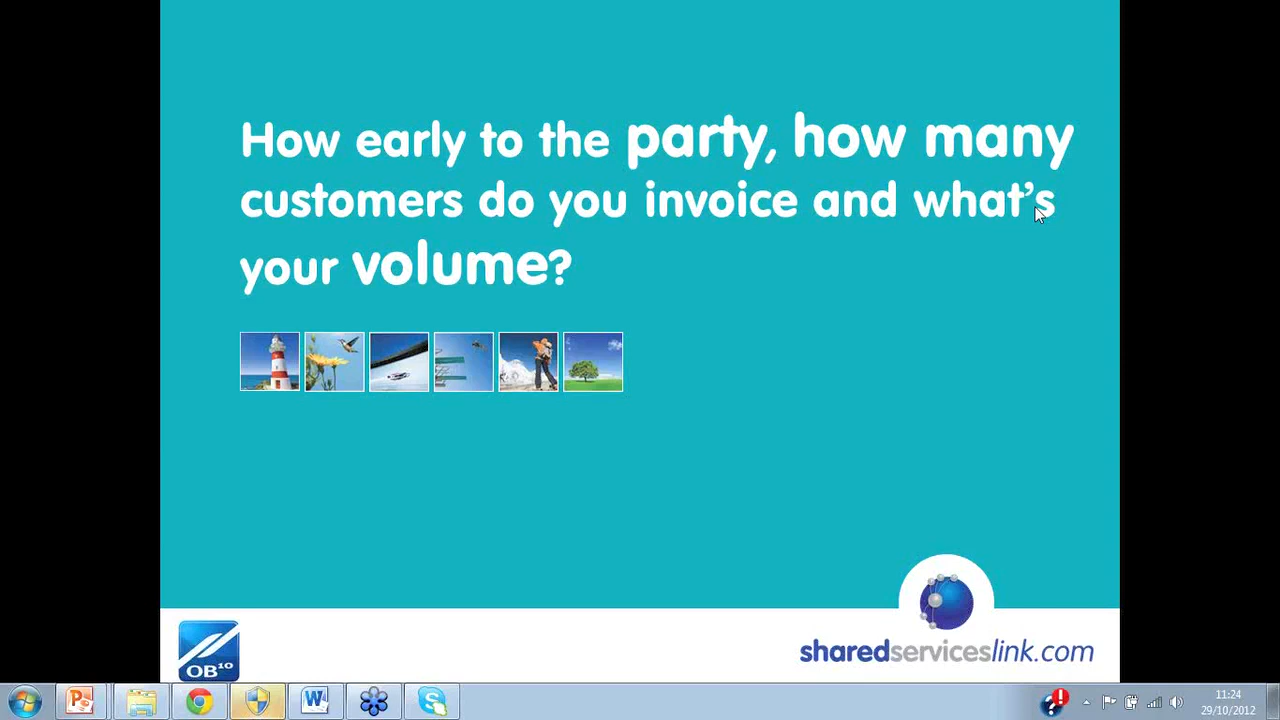 How early to the party, how many
customers do you invoice and what's
your volume?
OB10
sharedserviceslink.com
11:24
29/10/2012